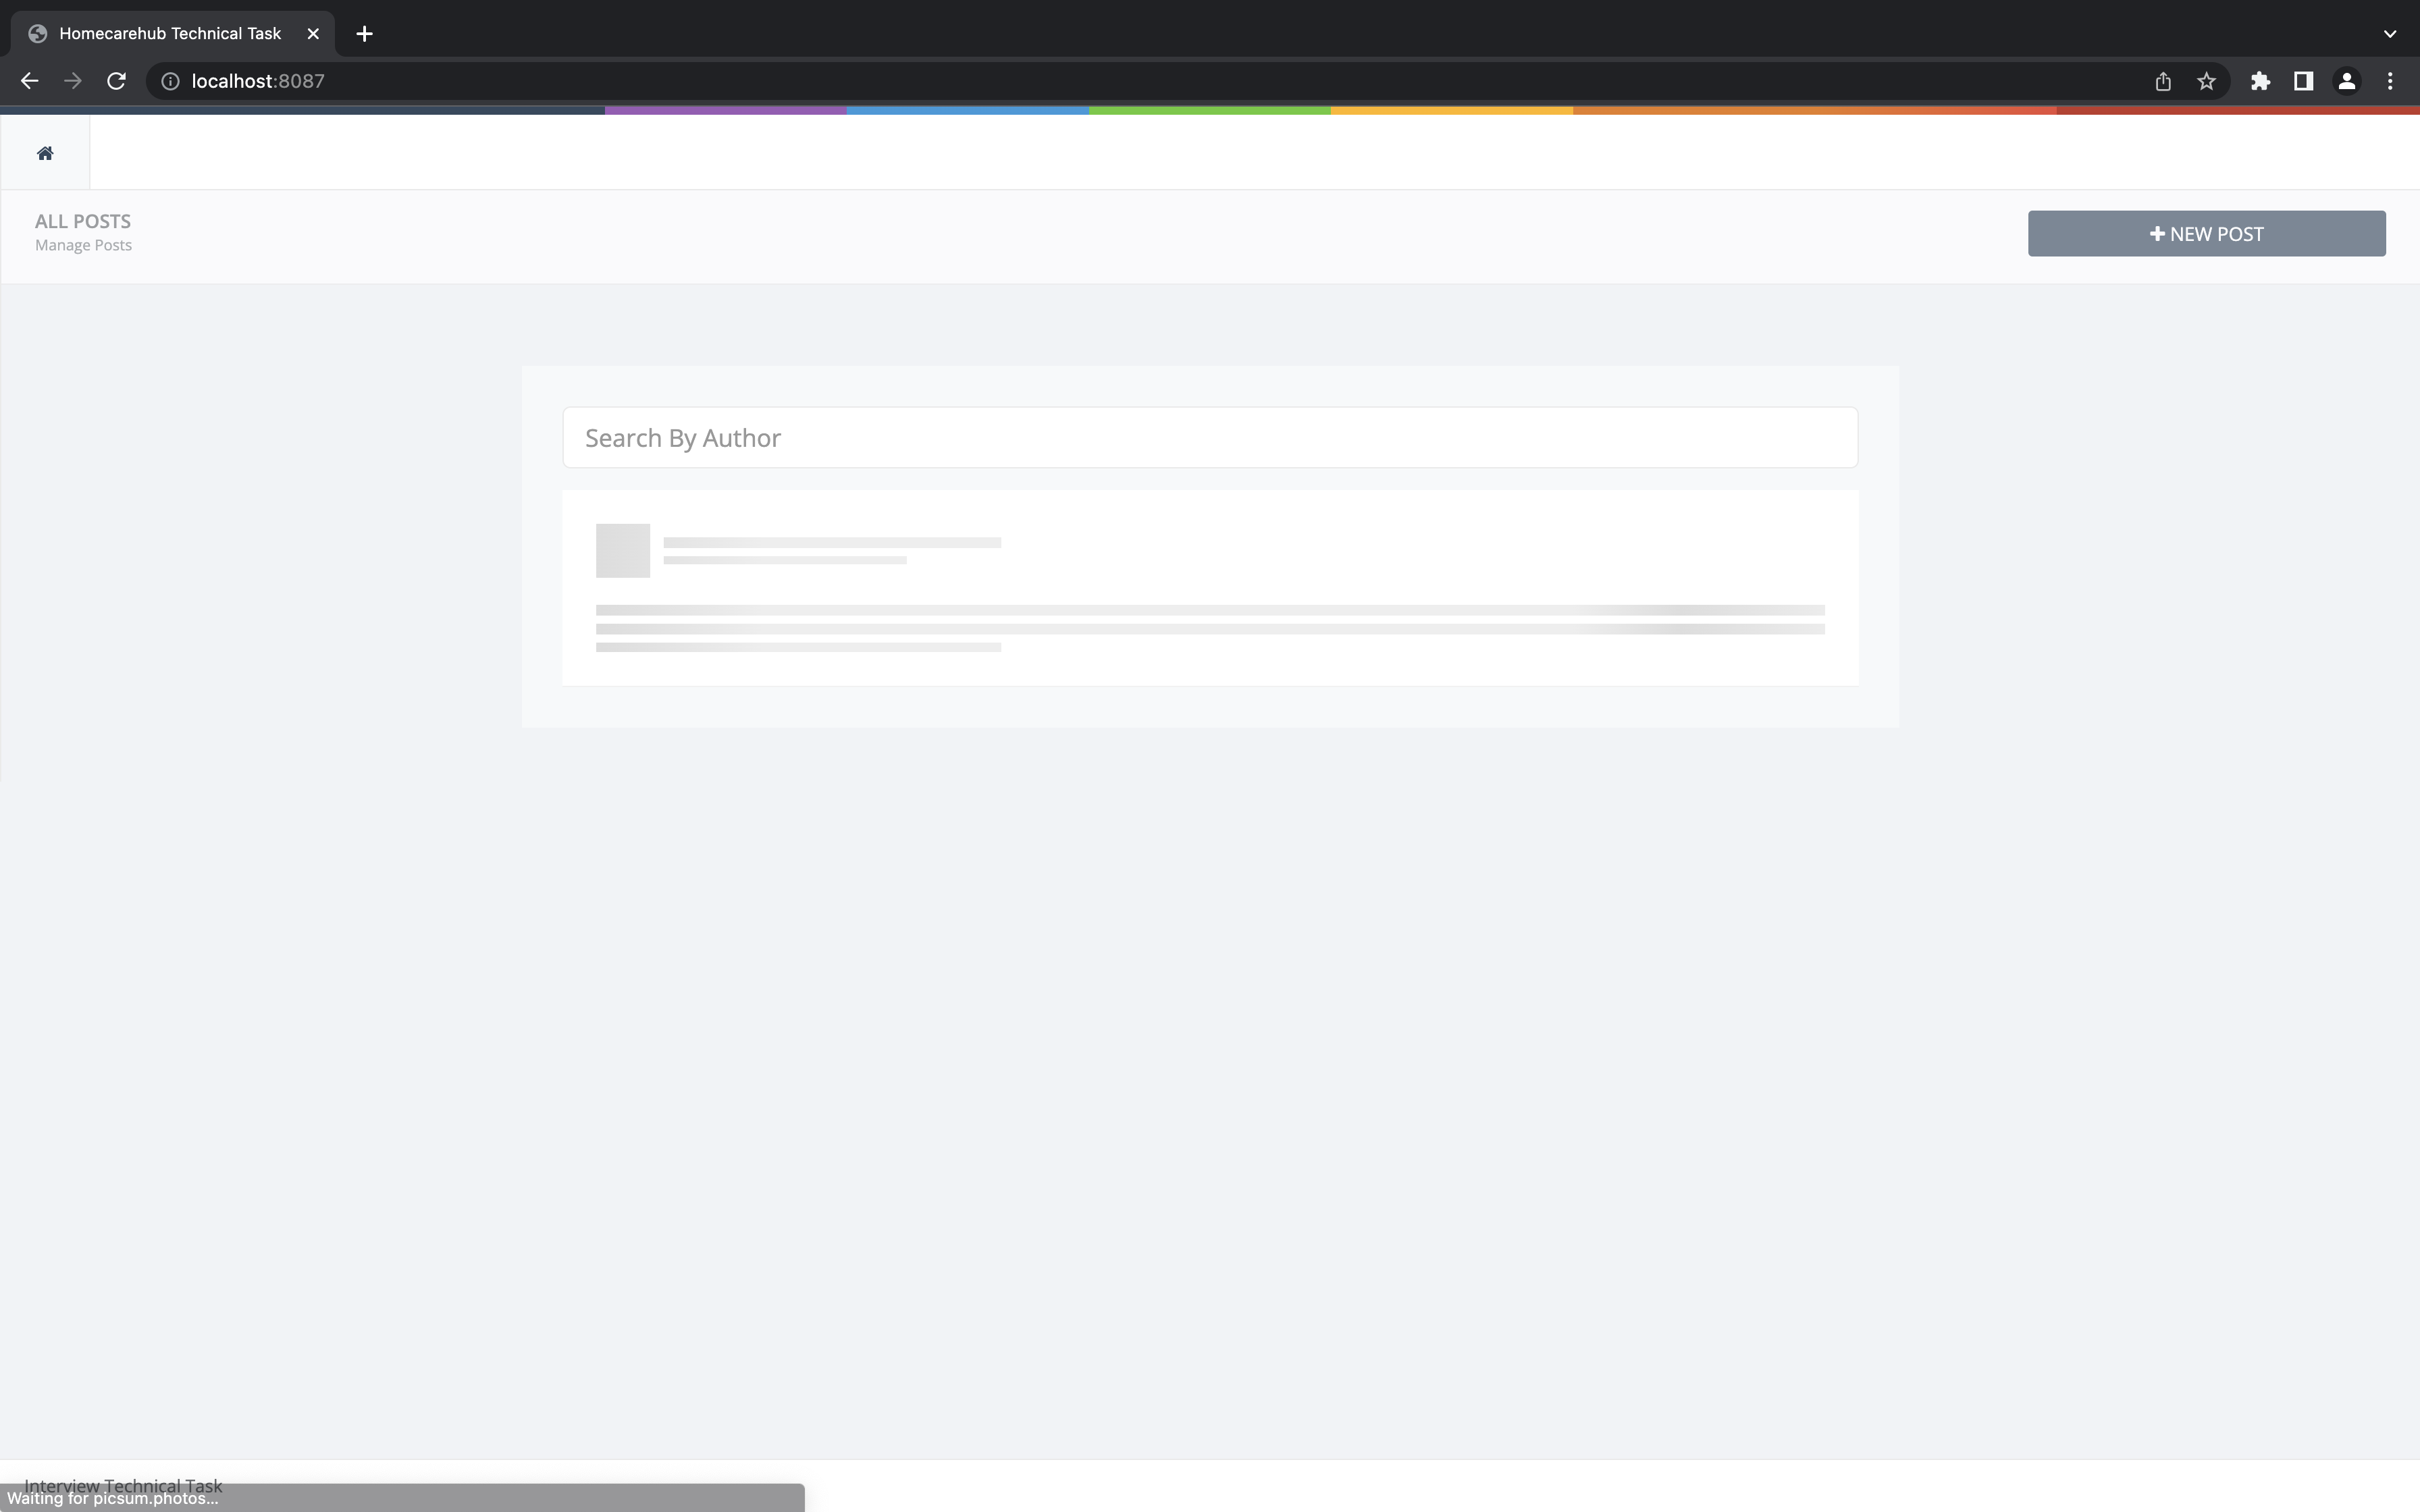 Homecarehub Technical Task
localhost:8087
ALL POSTS
Manage Posts
NEW POST
Search By Author
Interview Technical Task
Waiting for picsum.photos...